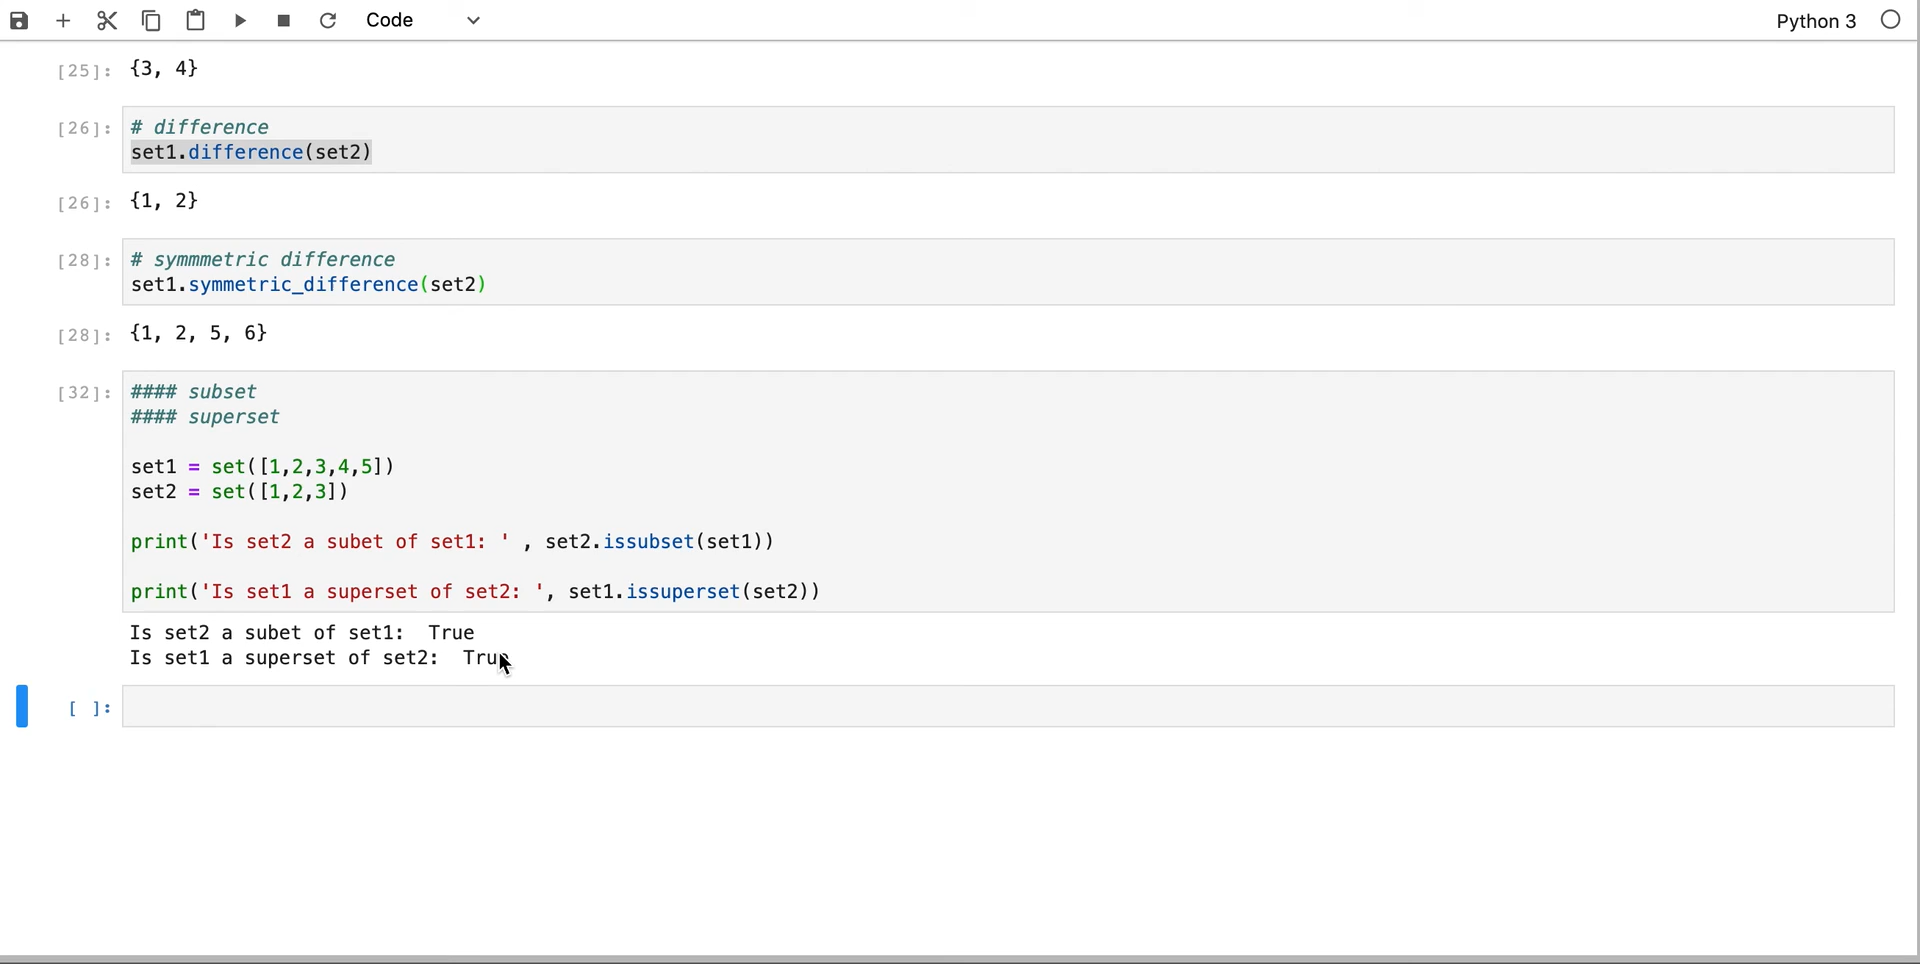 Code
Python 3
[25]: {3, 4}
[26]: # difference
set1.difference(set2)
[26]: {1, 2}
[28]: # symmmetric difference
set1.symmetric_difference(set2)
[28]: {1, 2, 5, 6}
[32]: #### subset
#### superset
set1 = set([1,2,3,4,5])
set2 = set([1,2,3])
print('Is set2 a subet of set1: ' , set2.issubset(set1))
print('Is set1 a superset of set2: ', set1.issuperset(set2))
Is set2 a subet of set1:  True
Is set1 a superset of set2:  True
[ ]: